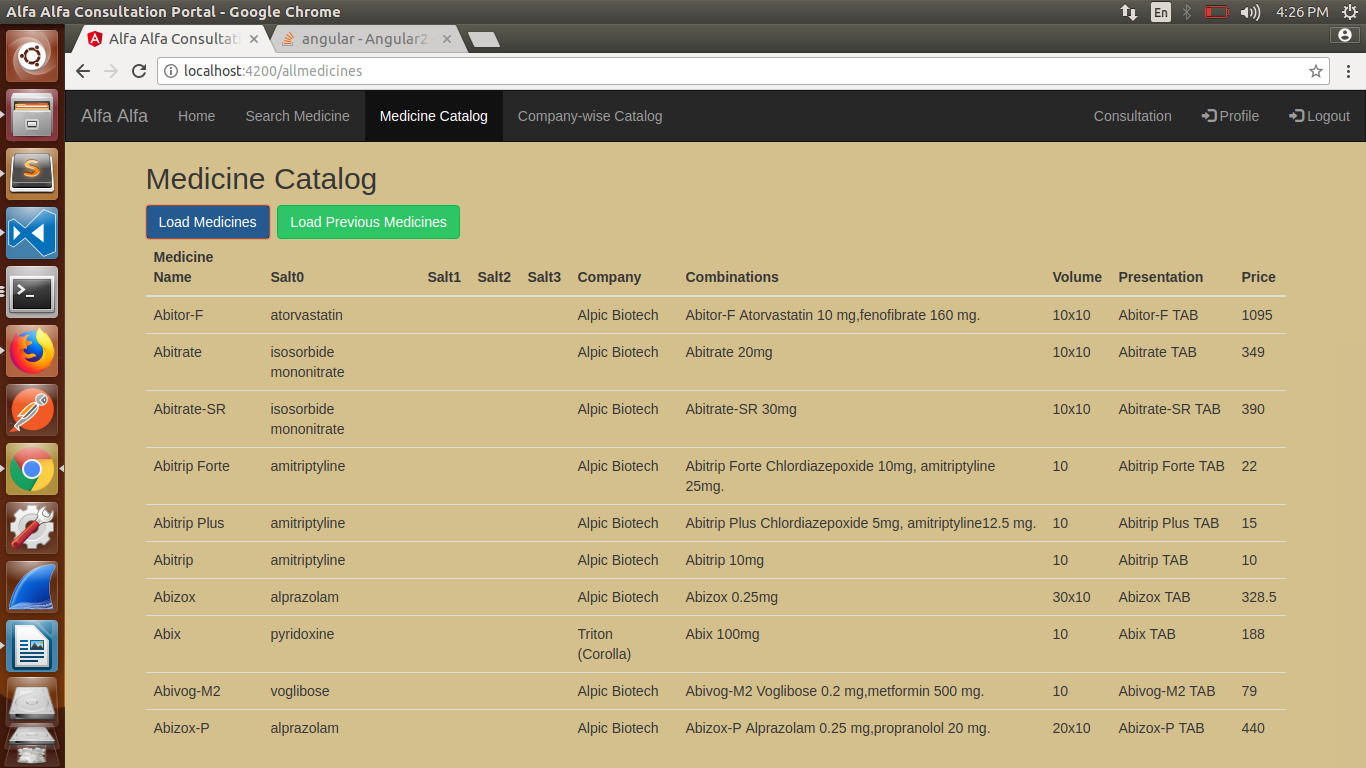 Alfa Alfa Consultation Portal - Google Chrome
En
4:26 PM
Alfa Alfa Consultat
angular - Angular2
localhost:4200/allmedicines
Alfa Alfa Home Search Medicine Medicine Catalog Company-wise Catalog Consultation Profile Logout
Medicine Catalog
Load Medicines Load Previous Medicines
Medicine
Name Salt0 Salt1 Salt2 Salt3 Company Combinations Volume Presentation Price
Abitor-F atorvastatin Alpic Biotech Abitor-F Atorvastatin 10 mg,fenofibrate 160 mg. 10x10 Abitor-F TAB 1095
Abitrate isosorbide Alpic Biotech Abitrate 20mg 10x10 Abitrate TAB 349
mononitrate
Abitrate-SR isosorbide Alpic Biotech Abitrate-SR 30mg 10x10 Abitrate-SR TAB 390
mononitrate
Abitrip Forte amitriptyline Alpic Biotech Abitrip Forte Chlordiazepoxide 10mg, amitriptyline 10 Abitrip Forte TAB 22
25mg.
Abitrip Plus amitriptyline Alpic Biotech Abitrip Plus Chlordiazepoxide 5mg, amitriptyline12.5 mg. 10 Abitrip Plus TAB 15
Abitrip amitriptyline Alpic Biotech Abitrip 10mg 10 Abitrip TAB 10
Abizox alprazolam Alpic Biotech Abizox 0.25mg 30x10 Abizox TAB 328.5
Abix pyridoxine Triton Abix 100mg 10 Abix TAB 188
(Corolla)
Abivog-M2 voglibose Alpic Biotech Abivog-M2 Voglibose 0.2 mg,metformin 500 mg. 10 Abivog-M2 TAB 79
Abizox-P alprazolam Alpic Biotech Abizox-P Alprazolam 0.25 mg,propranolol 20 mg. 20x10 Abizox-P TAB 440